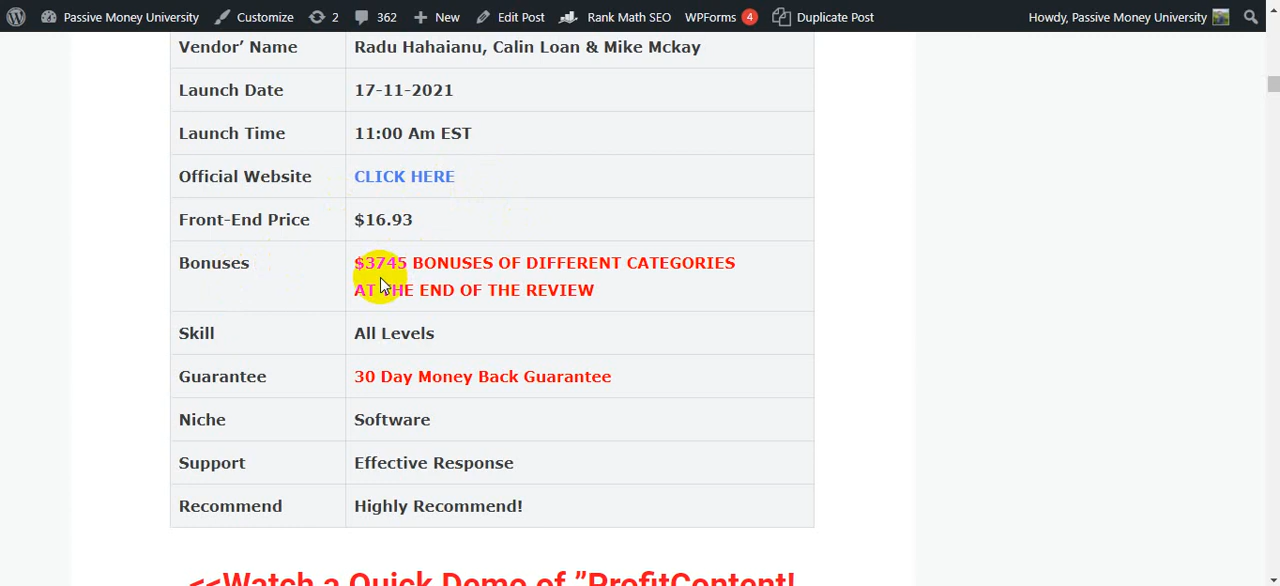 Passive Money University Customize 2 362 New Edit Post Rank Math SEO WPForms 4 Duplicate Post Howdy, Passive Money University
Vendor’ Name Radu Hahaianu, Calin Loan & Mike Mckay
Launch Date 17-11-2021
Launch Time 11:00 Am EST
Official Website CLICK HERE
Front-End Price $16.93
Bonuses $3745 BONUSES OF DIFFERENT CATEGORIES
AT THE END OF THE REVIEW
Skill All Levels
Guarantee 30 Day Money Back Guarantee
Niche Software
Support Effective Response
Recommend Highly Recommend!
<<Watch a Quick Demo of ”ProfitContent!